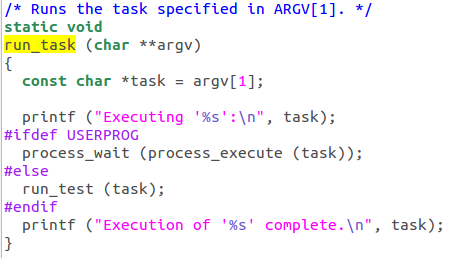 /* Runs the task specified in ARGV[1]. */
static void
run_task (char **argv)
{
  const char *task = argv[1];

  printf ("Executing '%s':\n", task);
#ifdef USERPROG
  process_wait (process_execute (task));
#else
  run_test (task);
#endif
  printf ("Execution of '%s' complete.\n", task);
}